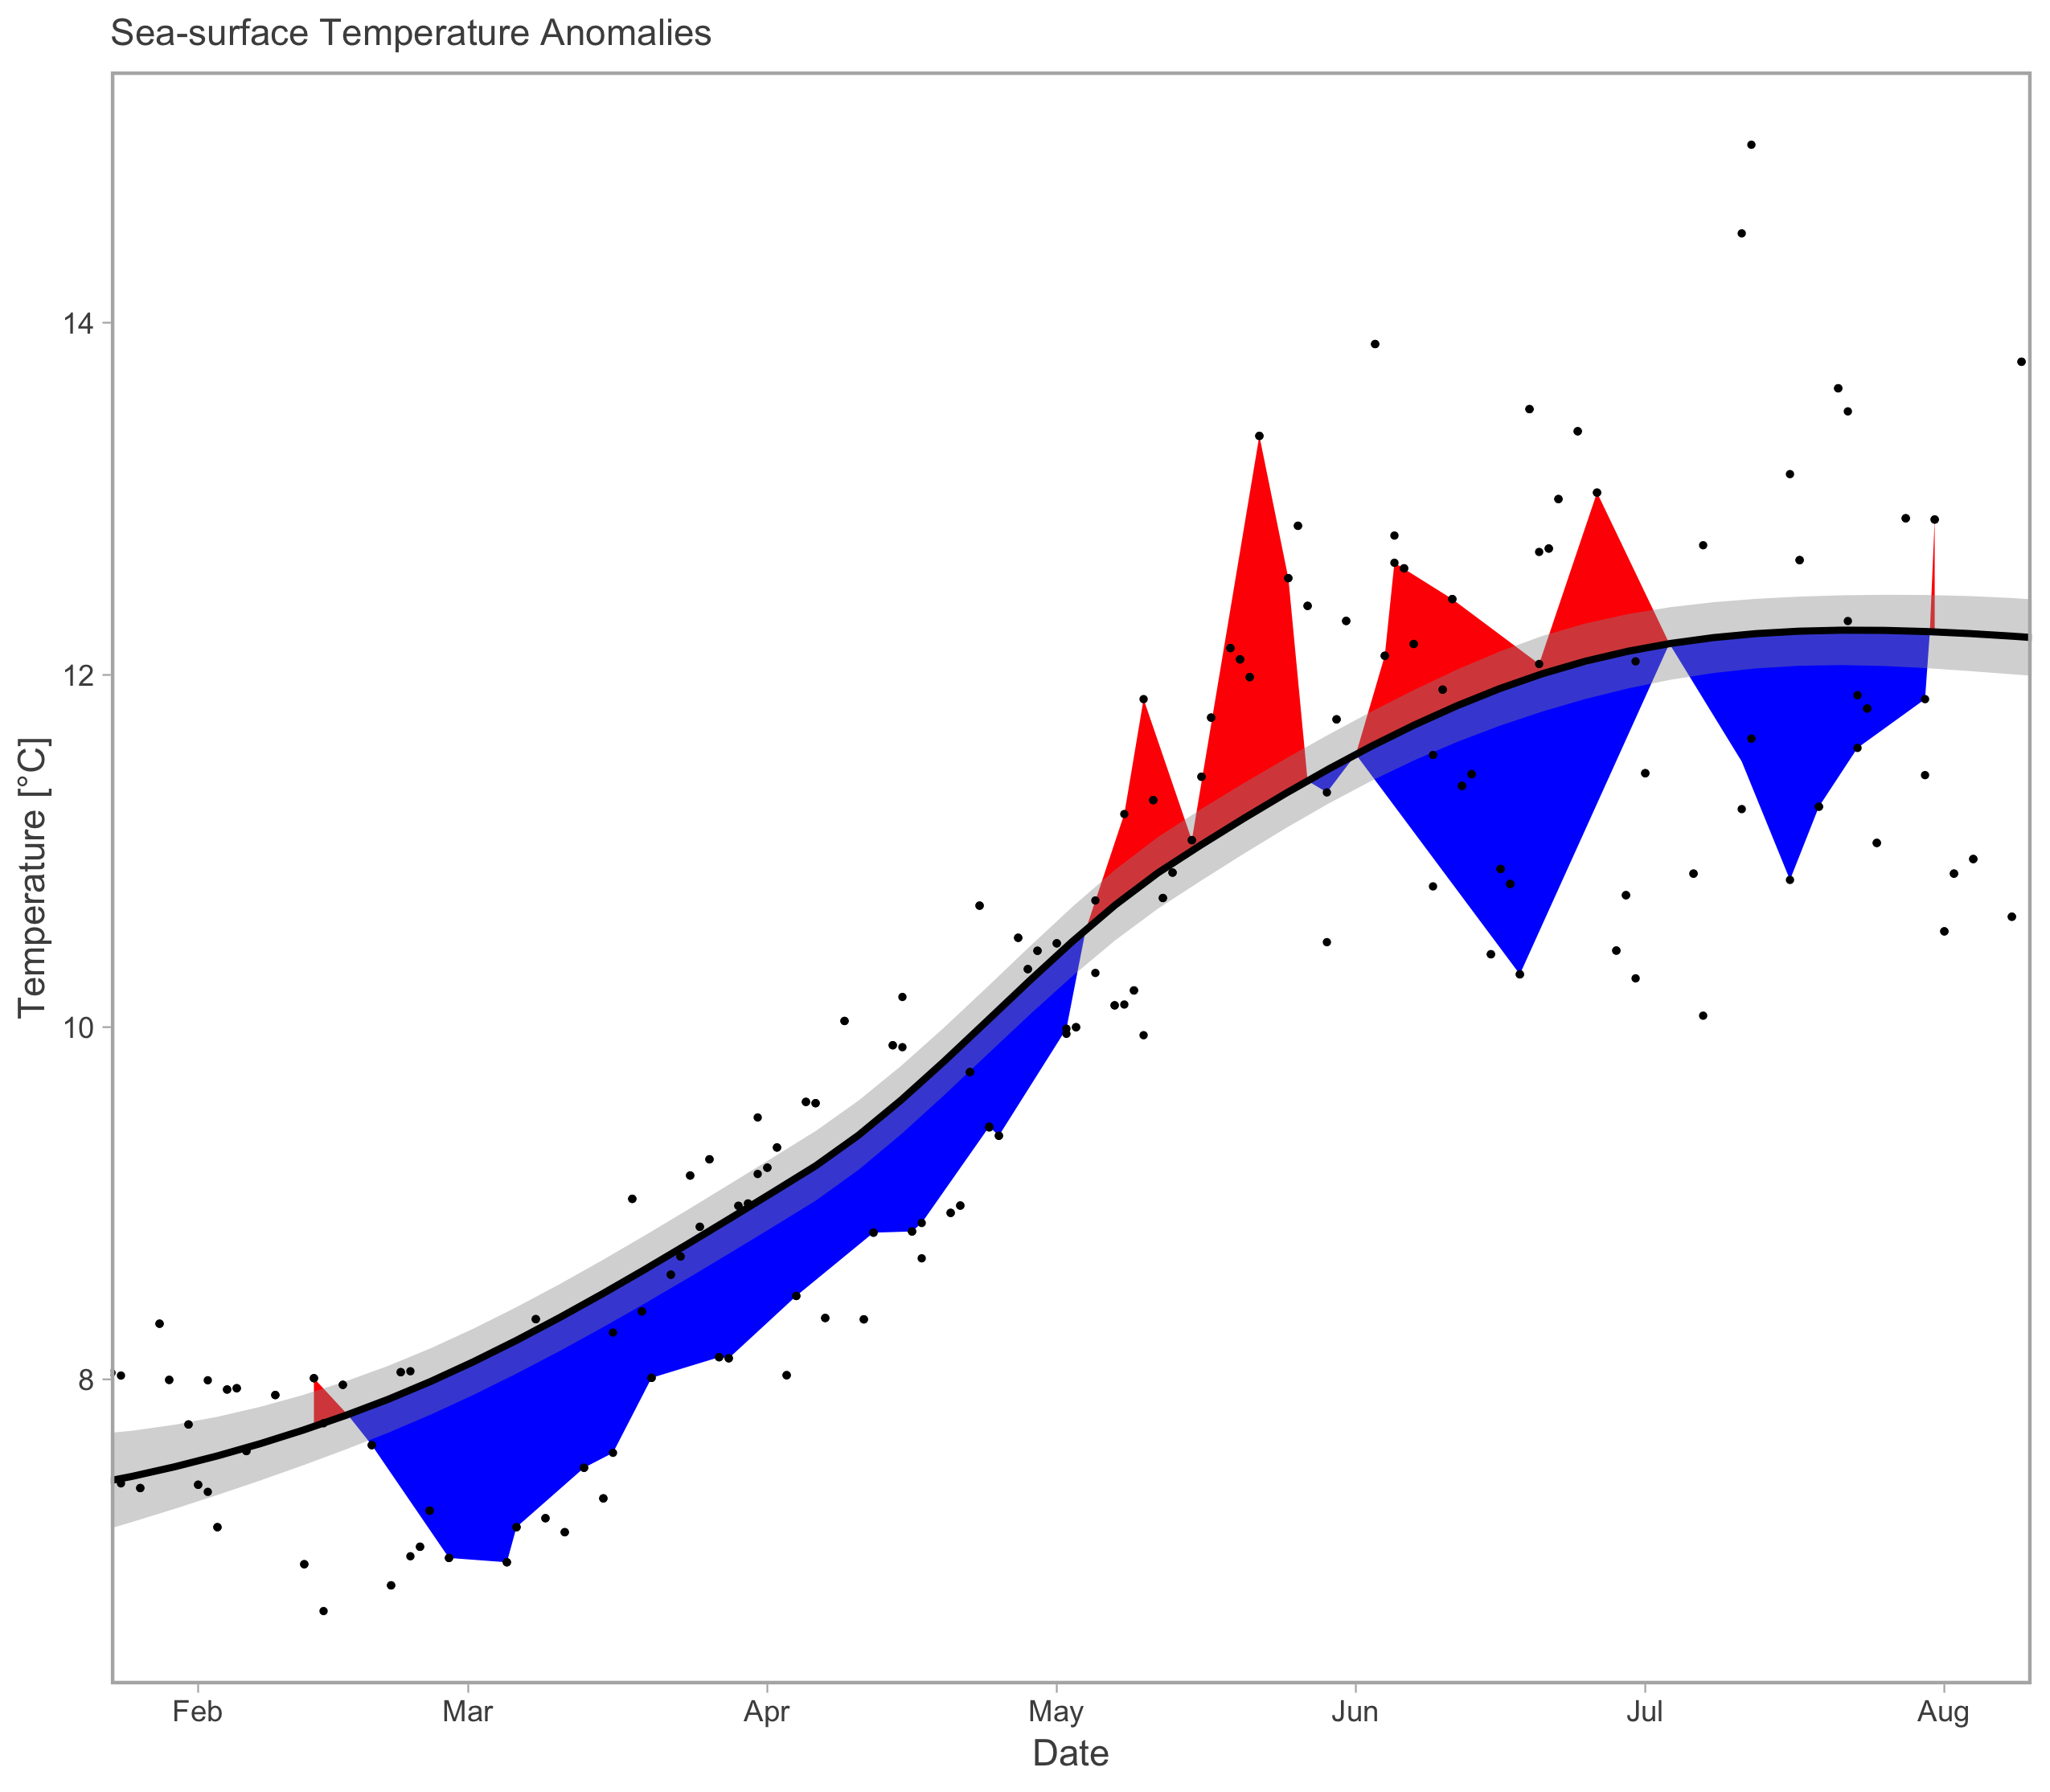 Sea-surface Temperature Anomalies
Temperature [°C]
14
12
10
8
Feb Mar Apr May Jun Jul Aug
Date